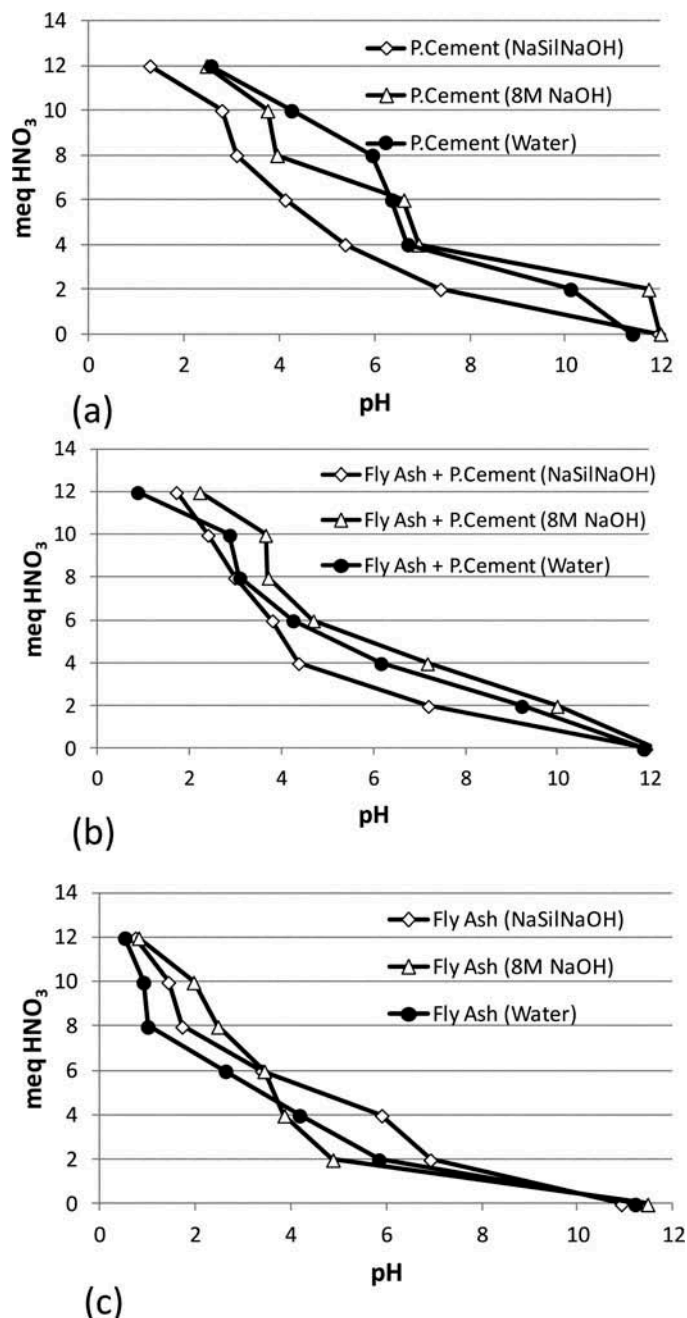 14
12
10
8
6
4
2
0
meq HNO3
P.Cement (NaSilNaOH)
P.Cement (8M NaOH)
P.Cement (Water)
0 2 4 6 8 10 12
pH
(a)
14
12
10
8
6
4
2
0
meq HNO3
Fly Ash + P.Cement (NaSilNaOH)
Fly Ash + P.Cement (8M NaOH)
Fly Ash + P.Cement (Water)
0 2 4 6 8 10 12
pH
(b)
14
12
10
8
6
4
2
0
meq HNO3
Fly Ash (NaSilNaOH)
Fly Ash (8M NaOH)
Fly Ash (Water)
0 2 4 6 8 10 12
pH
(c)